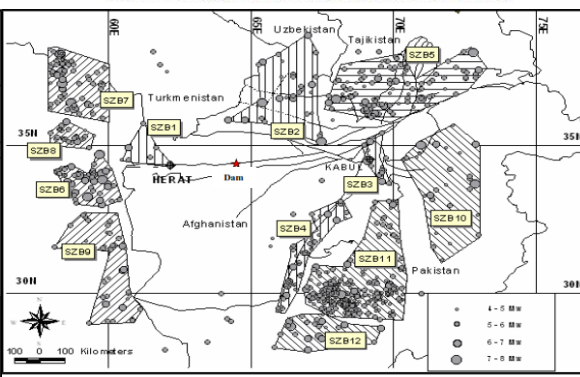 60E
65E
70E
75E
Uzbekistan
Tajikistan
SZB5
SZB7
Turkmenistan
SZB1
SZB2
35N
35N
SZB8
HERAT
Dam
KABUL
SZB6
SZB3
SZB10
Afghanistan
SZB4
SZB9
SZB11
Pakistan
30N
30N
N
W
E
S
4 - 5 Mw
5 - 6 Mw
6 - 7 Mw
7 - 8 Mw
SZB12
100 0 100 Kilometers